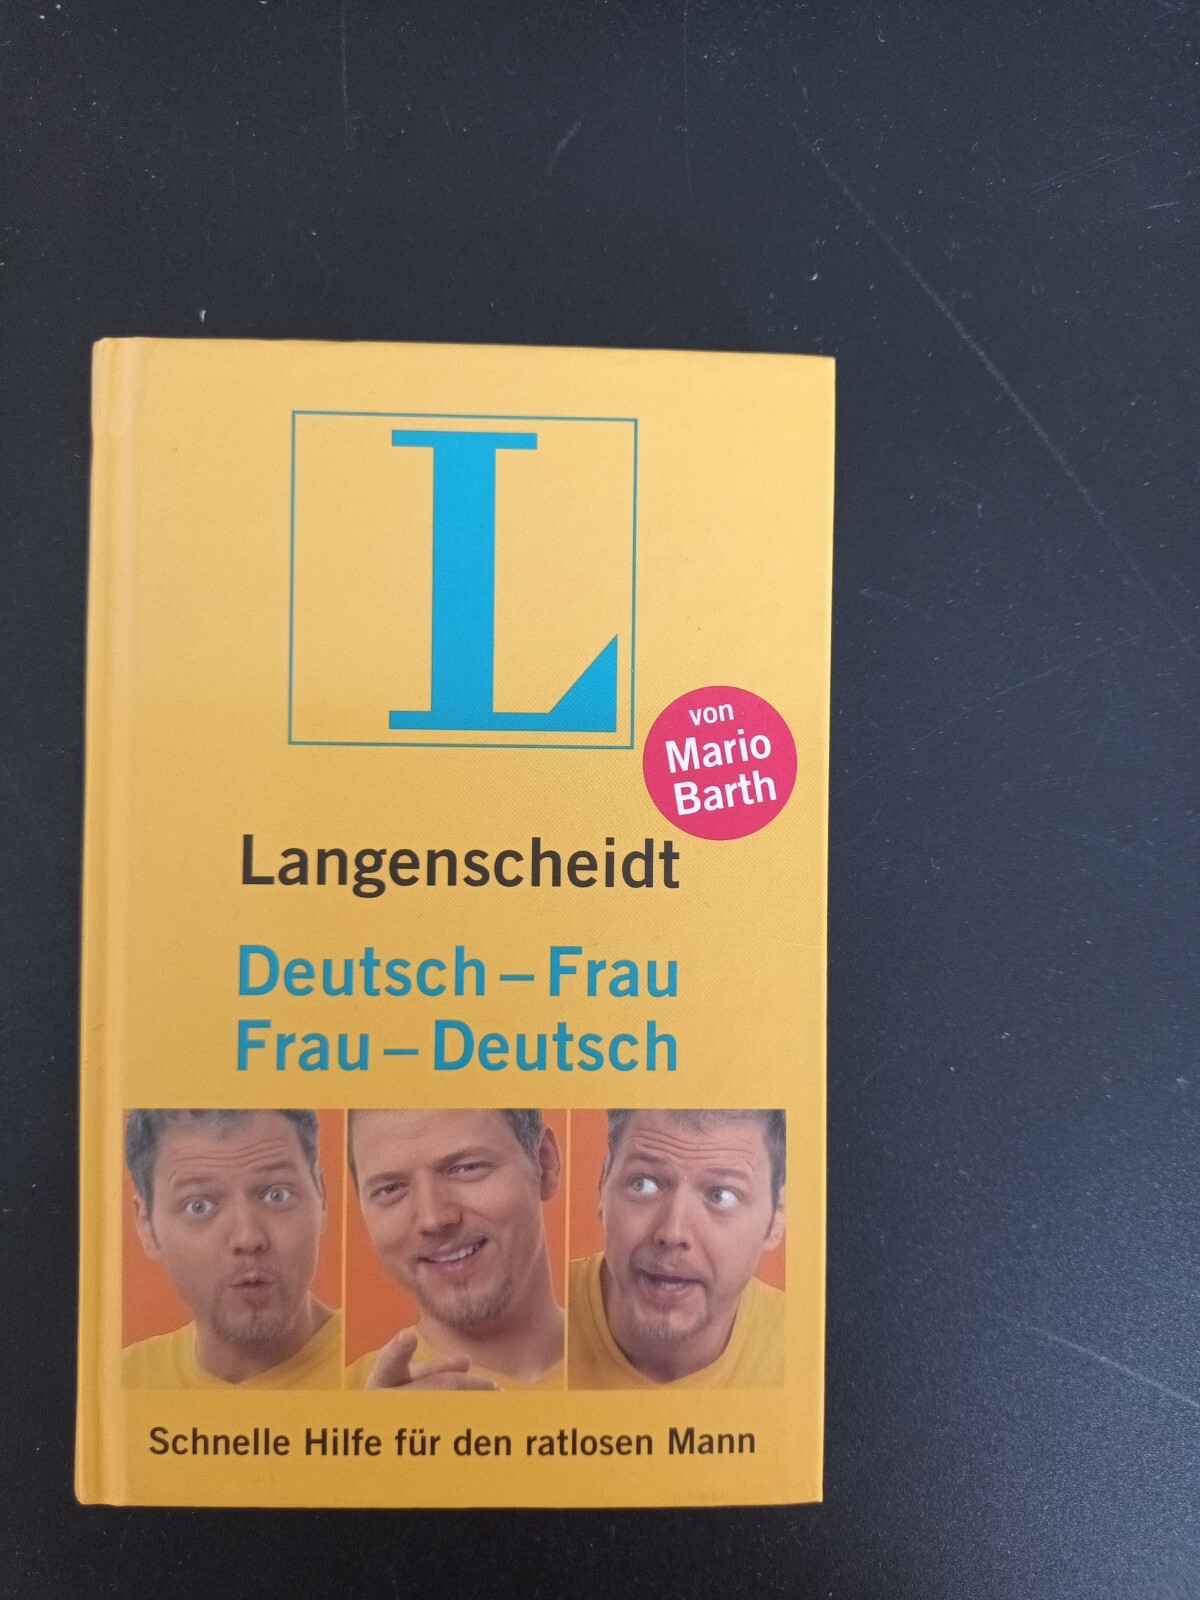 L
von
Mario
Barth
Langenscheidt
Deutsch – Frau
Frau – Deutsch
Schnelle Hilfe für den ratlosen Mann